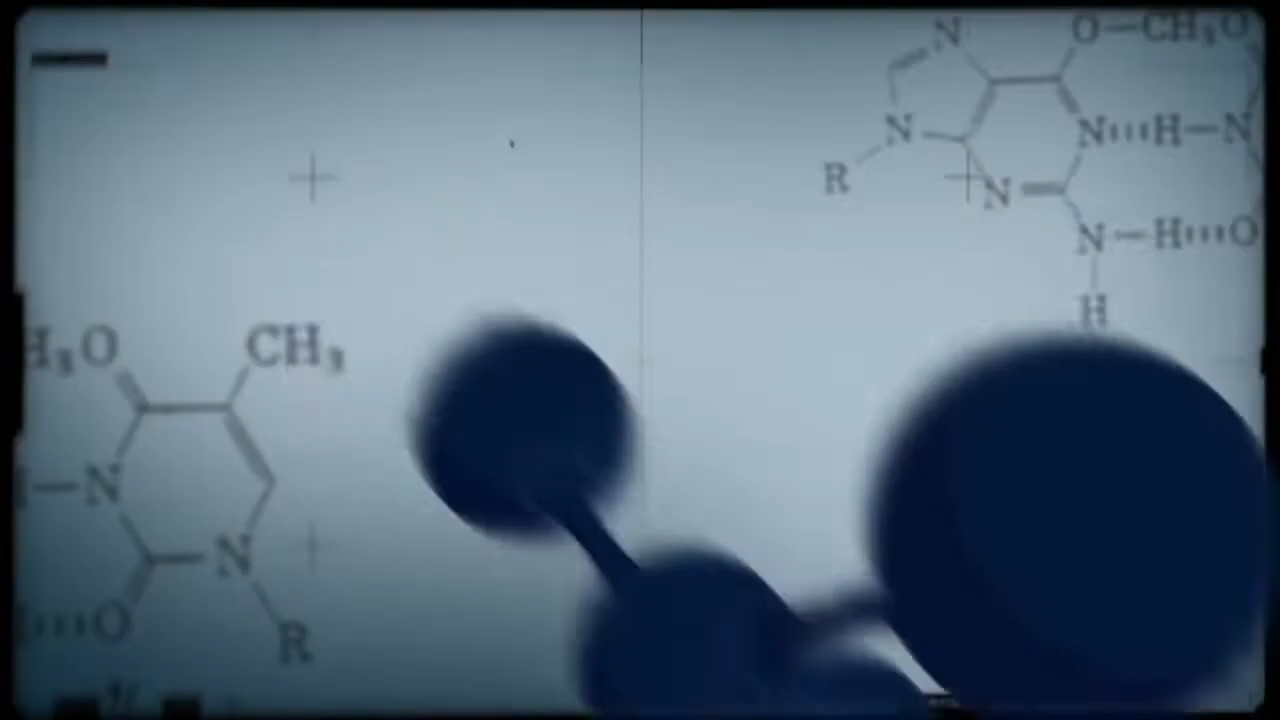 N O—CH₃O
N N H—N
R N
N—H O
H
H₃O CH₃
N
N
O R